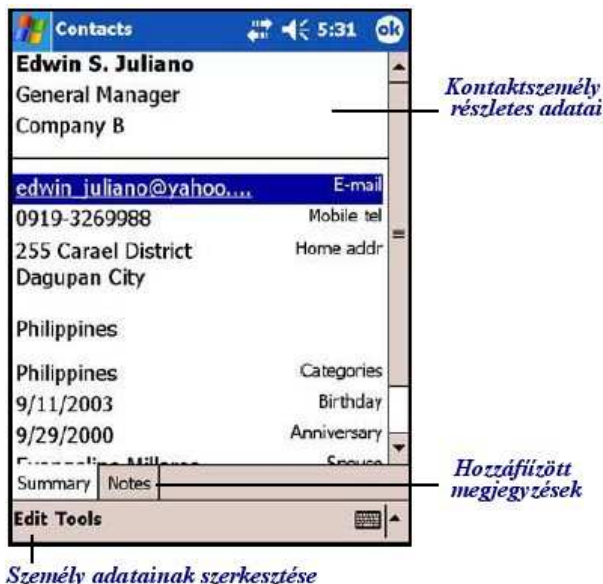 Contacts 5:31 ok
Edwin S. Juliano
General Manager
Company B
Kontaktszemély
részletes adatai
edwin_juliano@yahoo.... E-mail
0919-3269988 Mobile tel
255 Carael District Home addr
Dagupan City
Philippines
Philippines Categories
9/11/2003 Birthday
9/29/2000 Anniversary
Spouse
Summary Notes
Hozzáfűzött
megjegyzések
Edit Tools
Személy adatainak szerkesztése